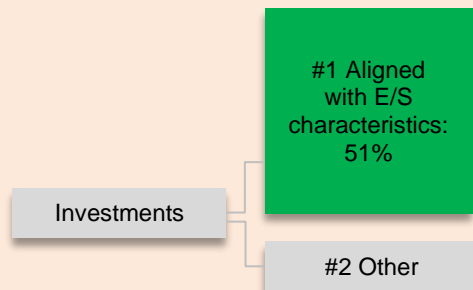 #1 Aligned
with E/S
characteristics:
51%
Investments
#2 Other